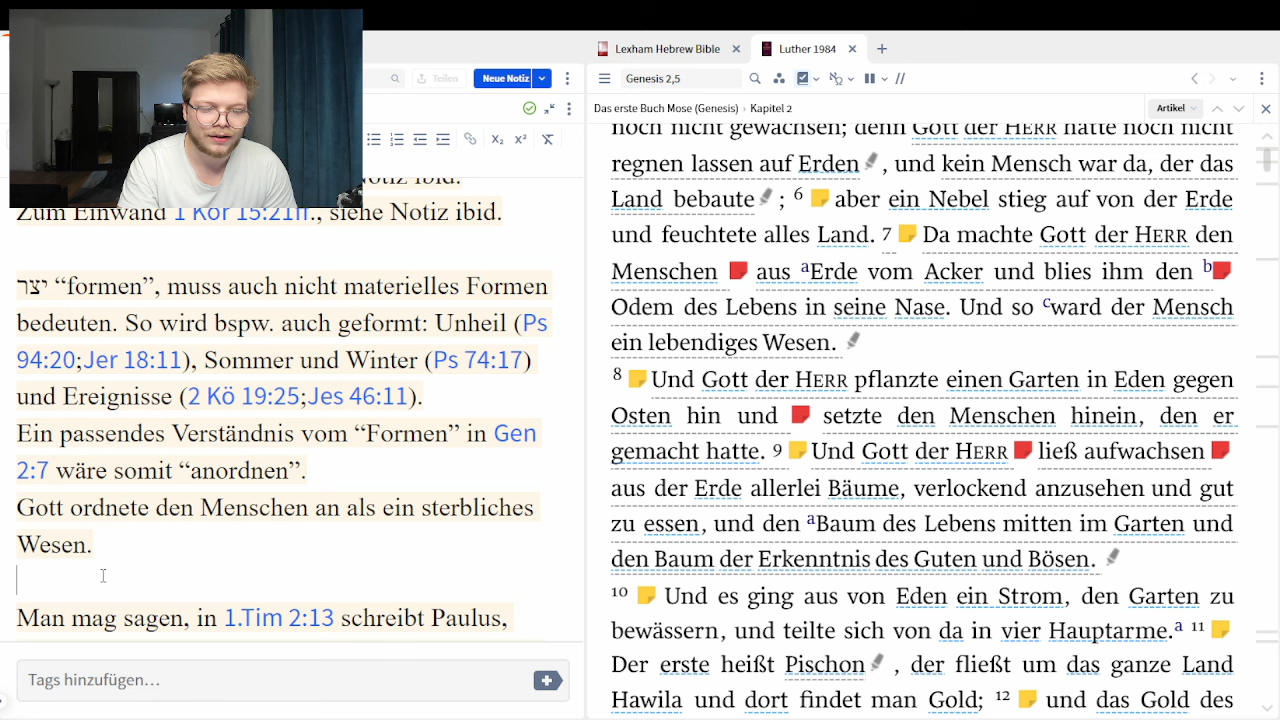 Lexham Hebrew Bible
Luther 1984
Teilen
Neue Notiz
Genesis 2,5
Das erste Buch Mose (Genesis) › Kapitel 2
Artikel
Notiz ibid.
Zum Einwand 1 Kor 15:21ff., siehe Notiz ibid.
יצר “formen”, muss auch nicht materielles Formen
bedeuten. So wird bspw. auch geformt: Unheil (Ps
94:20;Jer 18:11), Sommer und Winter (Ps 74:17)
und Ereignisse (2 Kö 19:25;Jes 46:11).
Ein passendes Verständnis vom “Formen” in Gen
2:7 wäre somit “anordnen”.
Gott ordnete den Menschen an als ein sterbliches
Wesen.
Man mag sagen, in 1.Tim 2:13 schreibt Paulus,
Tags hinzufügen…
noch nicht gewachsen; denn Gott der HERR hatte noch nicht
regnen lassen auf Erden, und kein Mensch war da, der das
Land bebaute; 6 aber ein Nebel stieg auf von der Erde
und feuchtete alles Land. 7 Da machte Gott der HERR den
Menschen aus aErde vom Acker und blies ihm den b
Odem des Lebens in seine Nase. Und so cward der Mensch
ein lebendiges Wesen.
8 Und Gott der HERR pflanzte einen Garten in Eden gegen
Osten hin und setzte den Menschen hinein, den er
gemacht hatte. 9 Und Gott der HERR ließ aufwachsen
aus der Erde allerlei Bäume, verlockend anzusehen und gut
zu essen, und den aBaum des Lebens mitten im Garten und
den Baum der Erkenntnis des Guten und Bösen.
10 Und es ging aus von Eden ein Strom, den Garten zu
bewässern, und teilte sich von da in vier Hauptarme.a 11
Der erste heißt Pischon, der fließt um das ganze Land
Hawila und dort findet man Gold; 12 und das Gold des